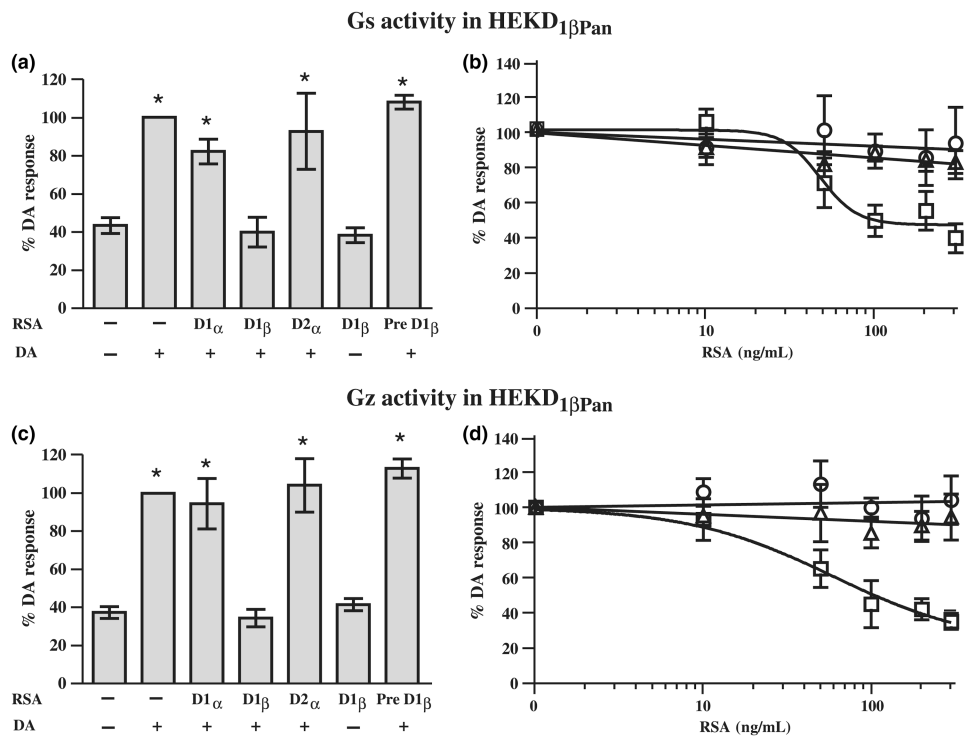 Gs activity in HEKD1βPan
(a)
120
100
80
60
40
20
0
% DA response
RSA – – D1α D1β D2α D1β Pre D1β
DA – + + + + – +
(b)
140
120
100
80
60
40
20
0
% DA response
0 10 100
RSA (ng/mL)
Gz activity in HEKD1βPan
(c)
120
100
80
60
40
20
0
% DA response
RSA – – D1α D1β D2α D1β Pre D1β
DA – + + + + – +
(d)
140
120
100
80
60
40
20
0
% DA response
0 10 100
RSA (ng/mL)
* * * *
* * * *